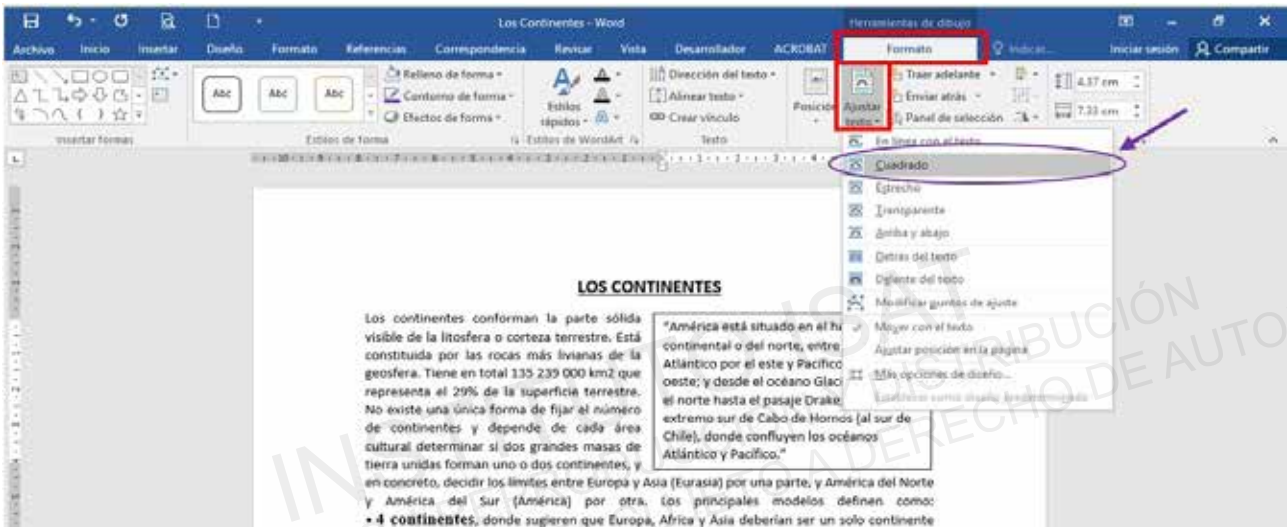 Los Continentes - Word
Herramientas de dibujo
Archivo Inicio Insertar Diseño Formato Referencias Correspondencia Revisar Vista Desarrollador ACROBAT Formato Indicar... Iniciar sesión Compartir
Abc Abc Abc
Relleno de forma
Contorno de forma
Efectos de forma
Estilos rápidos
Dirección del texto
Alinear texto
Crear vínculo
Posición
Ajustar texto
Traer adelante
Enviar atrás
Panel de selección
4.37 cm
7.33 cm
Insertar formas Estilos de forma Estilos de WordArt Texto
En línea con el texto
Cuadrado
Estrecho
Transparente
Arriba y abajo
Detrás del texto
Delante del texto
Modificar puntos de ajuste
Mover con el texto
Ajustar posición en la página
Más opciones de diseño...
LOS CONTINENTES
Los continentes conforman la parte sólida
visible de la litosfera o corteza terrestre. Está
constituida por las rocas más livianas de la
geosfera. Tiene en total 135 239 000 km2 que
representa el 29% de la superficie terrestre.
No existe una única forma de fijar el número
de continentes y depende de cada área
cultural determinar si dos grandes masas de
tierra unidas forman uno o dos continentes, y
"América está situado en el
continental o del norte, entre
Atlántico por el este y Pacífico
oeste; y desde el océano
el norte hasta el pasaje Drake
extremo sur de Cabo de Hornos (al sur de
Chile), donde confluyen los océanos
Atlántico y Pacífico."
en concreto, decidir los límites entre Europa y Asia (Eurasia) por una parte, y América del Norte
y América del Sur (América) por otra. Los principales modelos definen como:
• 4 continentes, donde sugieren que Europa, Africa y Asia deberían ser un solo continente